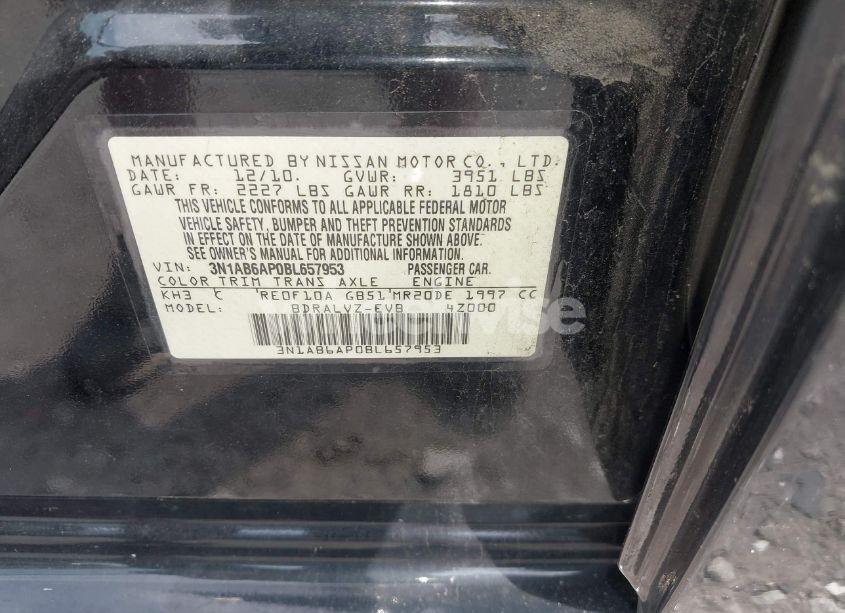 MANUFACTURED BY NISSAN MOTOR CO., LTD.
DATE: 12/10. GVWR: 3951 LBS
GAWR FR: 2227 LBS GAWR RR: 1810 LBS
THIS VEHICLE CONFORMS TO ALL APPLICABLE FEDERAL MOTOR
VEHICLE SAFETY, BUMPER AND THEFT PREVENTION STANDARDS
IN EFFECT ON THE DATE OF MANUFACTURE SHOWN ABOVE.
SEE OWNER'S MANUAL FOR ADDITIONAL INFORMATION.
VIN: 3N1AB6AP0BL657953 PASSENGER CAR.
COLOR TRIM TRANS AXLE ENGINE
KH3 C RE0F10A GB51 MR20DE 1997 CC
MODEL: BDRALVZ-EVB 4Z000
3N1AB6AP0BL657953